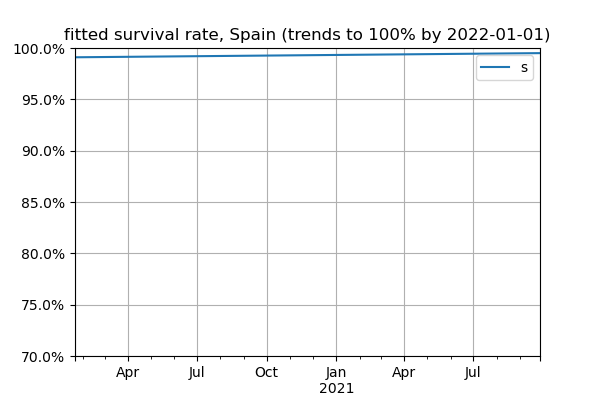 fitted survival rate, Spain (trends to 100% by 2022-01-01)
100.0%
s
95.0%
90.0%
85.0%
80.0%
75.0%
70.0%
Apr Jul Oct Jan Apr Jul
2021